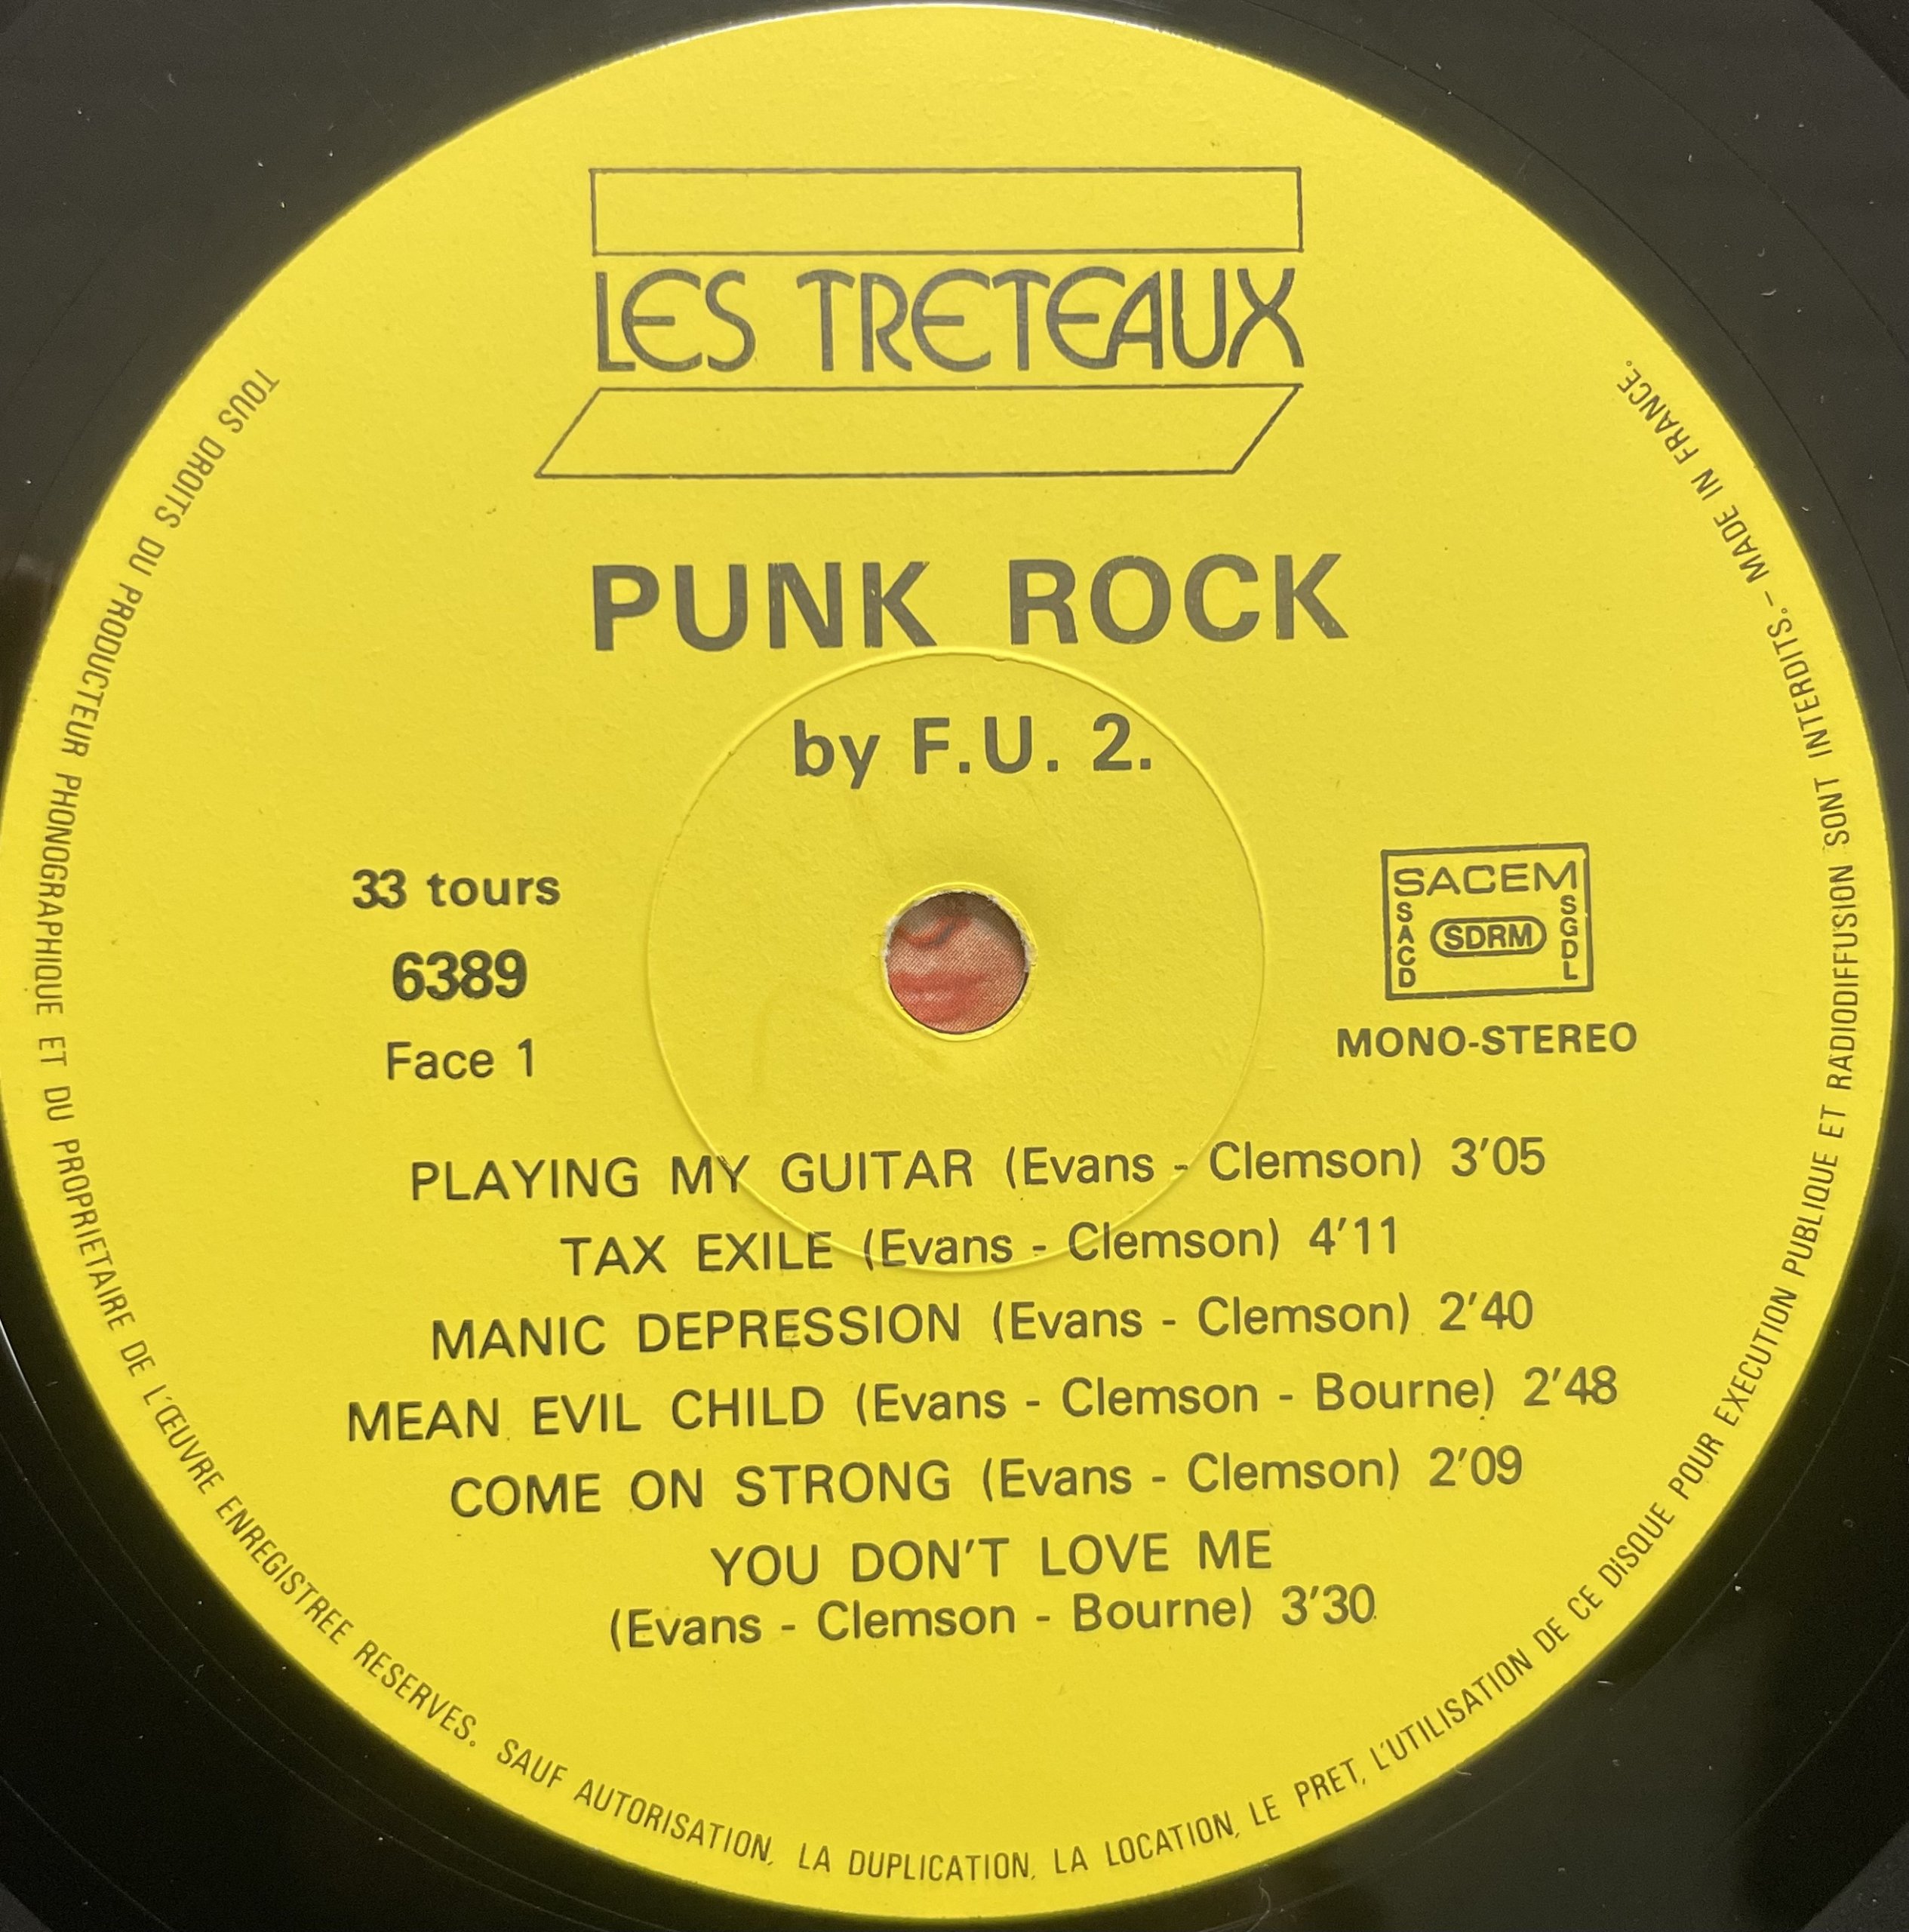 LES TRETEAUX
PUNK ROCK
by F.U. 2.
33 tours
6389
Face 1
SACEM
SACD
SDRM
SGDL
MONO-STEREO
PLAYING MY GUITAR (Evans - Clemson) 3'05
TAX EXILE (Evans - Clemson) 4'11
MANIC DEPRESSION (Evans - Clemson) 2'40
MEAN EVIL CHILD (Evans - Clemson - Bourne) 2'48
COME ON STRONG (Evans - Clemson) 2'09
YOU DON'T LOVE ME
(Evans - Clemson - Bourne) 3'30
TOUS DROITS DU PRODUCTEUR PHONOGRAPHIQUE ET DU PROPRIETAIRE DE L'ŒUVRE ENREGISTREE RESERVES. SAUF AUTORISATION, LA DUPLICATION, LA LOCATION, LE PRET, L'UTILISATION DE CE DISQUE POUR EXECUTION PUBLIQUE ET RADIODIFFUSION SONT INTERDITS. - MADE IN FRANCE.